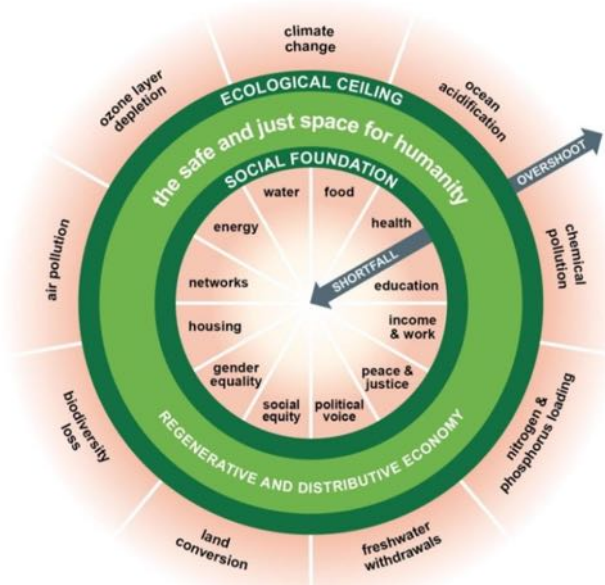 climate
change
ocean
acidification
chemical
pollution
nitrogen &
phosphorus loading
freshwater
withdrawals
land
conversion
biodiversity
loss
air pollution
ozone layer
depletion
ECOLOGICAL CEILING
the safe and just space for humanity
SOCIAL FOUNDATION
OVERSHOOT
SHORTFALL
water
food
health
education
income
& work
peace &
justice
political
voice
social
equity
gender
equality
housing
networks
energy
REGENERATIVE AND DISTRIBUTIVE ECONOMY